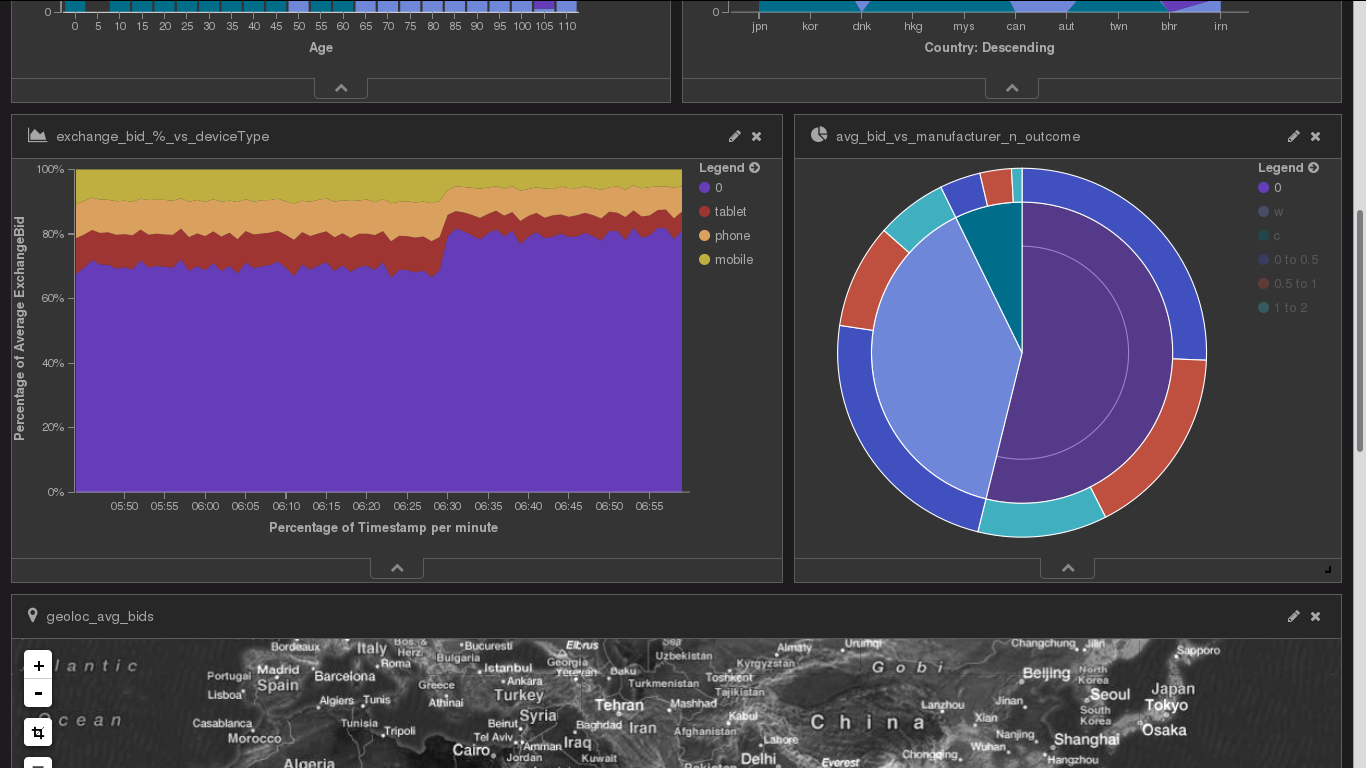 0
0 5 10 15 20 25 30 35 40 45 50 55 60 65 70 75 80 85 90 95 100 105 110
Age
0
jpn kor dnk hkg mys can aut twn bhr irn
Country: Descending
exchange_bid_%_vs_deviceType
Percentage of Average ExchangeBid
100%
80%
60%
40%
20%
0%
05:50 05:55 06:00 06:05 06:10 06:15 06:20 06:25 06:30 06:35 06:40 06:45 06:50 06:55
Percentage of Timestamp per minute
Legend
0
tablet
phone
mobile
avg_bid_vs_manufacturer_n_outcome
Legend
0
w
c
0 to 0.5
0.5 to 1
1 to 2
geoloc_avg_bids
+
-
lantic
Ocean
Bordeaux
Italy
Bos. &
Herz.
Bucuresti
Elbrus
Sea
Almaty
Urumqi
Changchung
Jilin
Sapporo
Portugal
Madrid
Spain
Barcelona
Roma
Bulgaria
Istanbul
Georgia
Yerevan
Baku
Uzbekistan
Kyrgyzstan
Gobi
Beijing
North
Korea
Lisboa
Algiers
Tunis
Greece
Athinai
Ankara
Turkey
Turkmenistan
Toshkent
Tajikistan
Seoul
Japan
Tokyo
Casablanca
Morocco
Tunisia
Tripoli
Beirut
Syria
Tehran
Baghdad
Iran
Mashhad
Kabul
Afghanistan
China
Lanzhou
Xian
Jinan
South
Korea
Osaka
Algeria
Cairo
Tel Aviv
Amman
Jordan
Iraq
Kuwait
Pakistan
Lahore
Delhi
Everest
Chongqing
Wuhan
Nanjing
Shanghai
Hangzhou